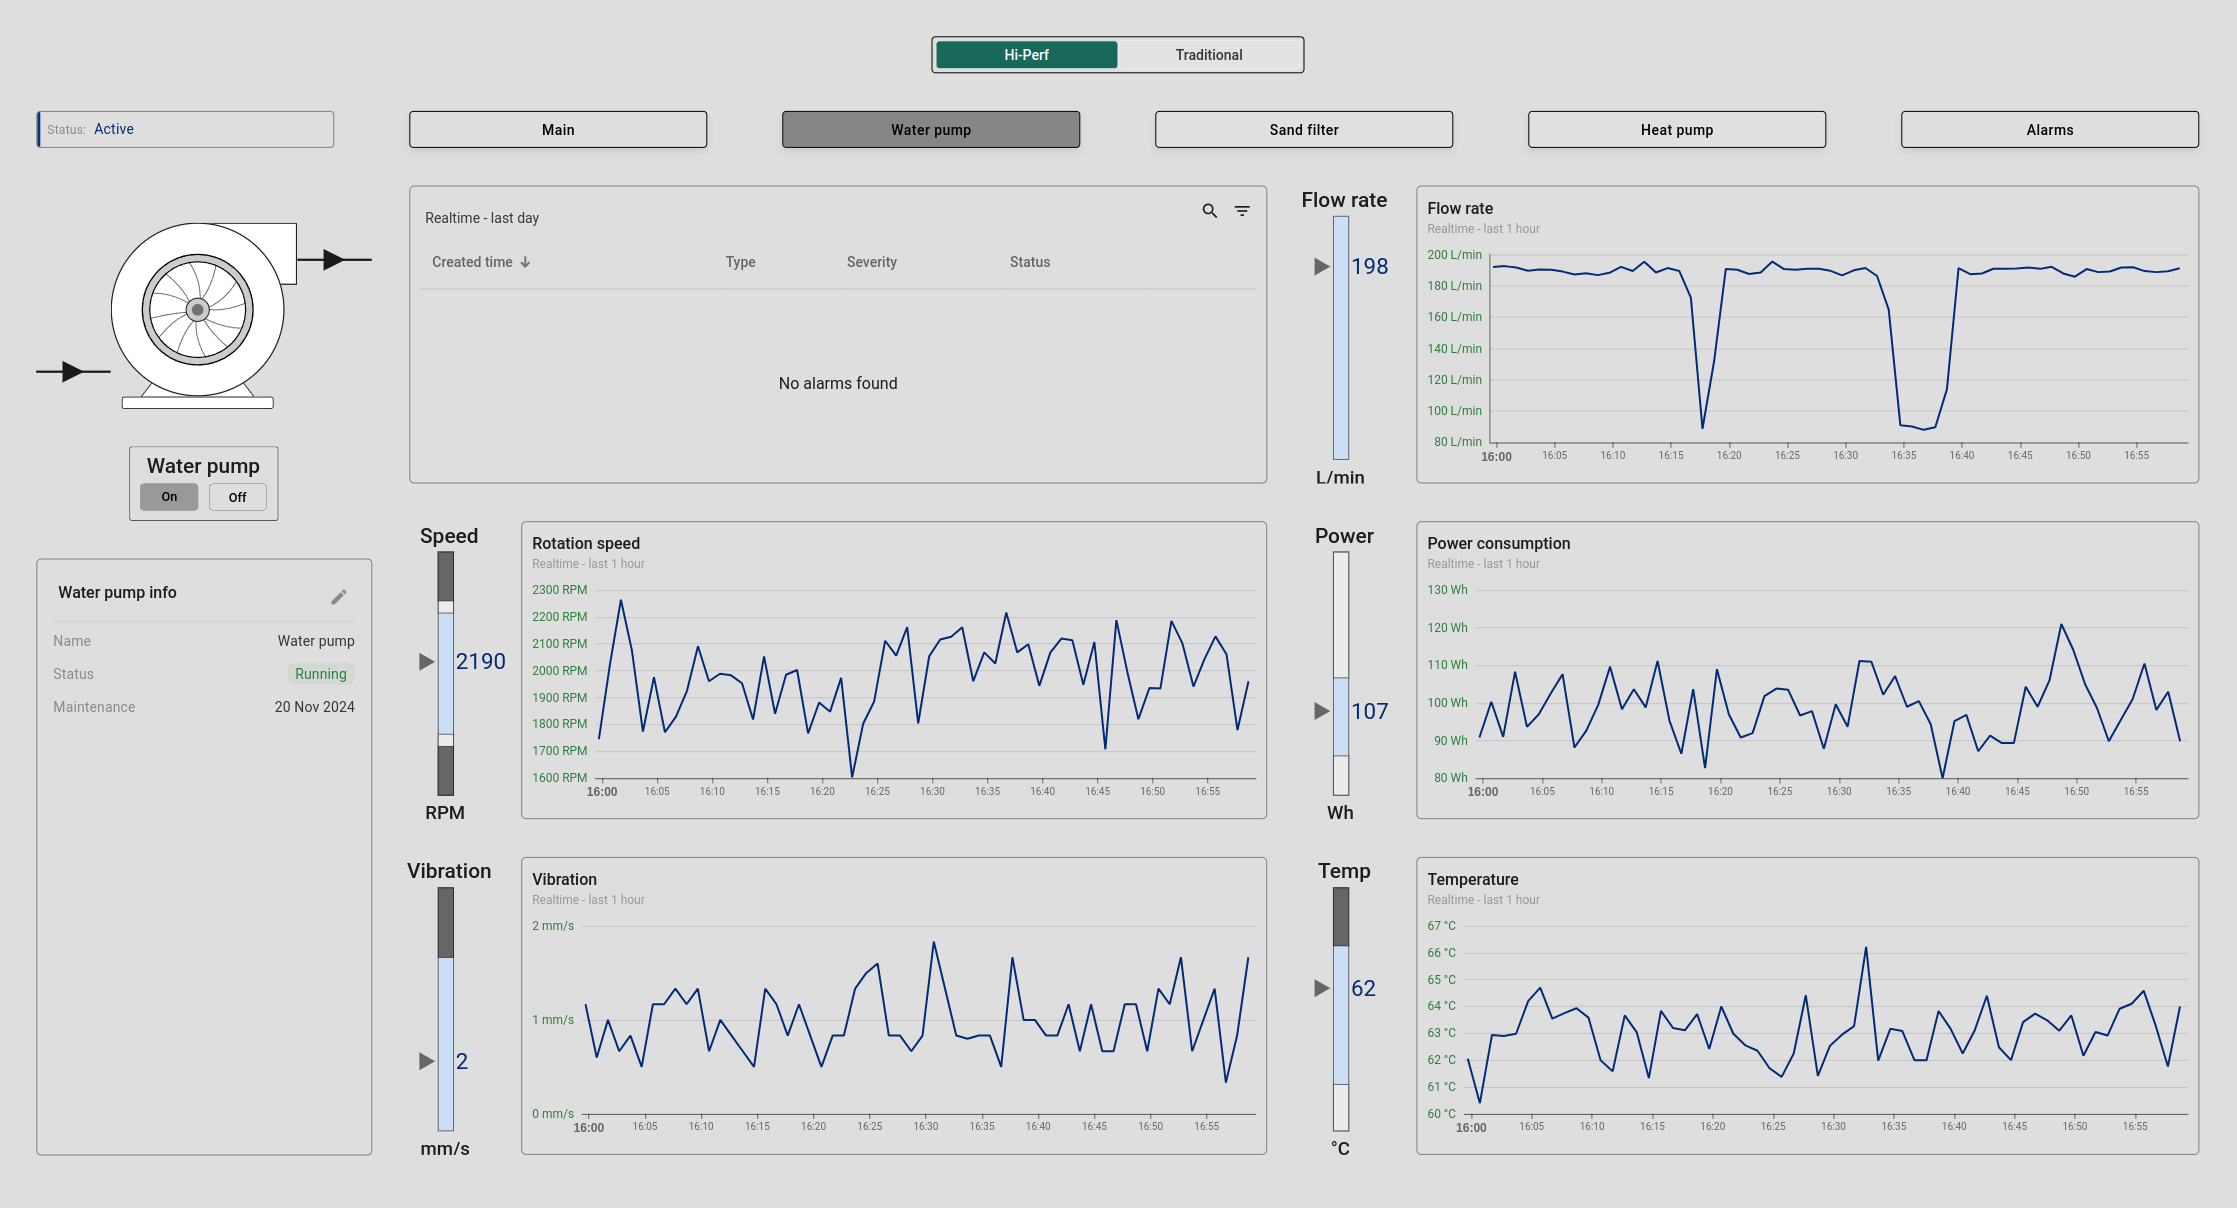 Hi-Perf Traditional
Status: Active
Main
Water pump
Sand filter
Heat pump
Alarms
Water pump
On Off
Water pump info
Name Water pump
Status Running
Maintenance 20 Nov 2024
Realtime - last day
Created time Type Severity Status
No alarms found
Flow rate
198
L/min
Flow rate
Realtime - last 1 hour
200 L/min
180 L/min
160 L/min
140 L/min
120 L/min
100 L/min
80 L/min
16:00 16:05 16:10 16:15 16:20 16:25 16:30 16:35 16:40 16:45 16:50 16:55
Speed
2190
RPM
Rotation speed
Realtime - last 1 hour
2300 RPM
2200 RPM
2100 RPM
2000 RPM
1900 RPM
1800 RPM
1700 RPM
1600 RPM
16:00 16:05 16:10 16:15 16:20 16:25 16:30 16:35 16:40 16:45 16:50 16:55
Power
107
Wh
Power consumption
Realtime - last 1 hour
130 Wh
120 Wh
110 Wh
100 Wh
90 Wh
80 Wh
16:00 16:05 16:10 16:15 16:20 16:25 16:30 16:35 16:40 16:45 16:50 16:55
Vibration
2
mm/s
Vibration
Realtime - last 1 hour
2 mm/s
1 mm/s
0 mm/s
16:00 16:05 16:10 16:15 16:20 16:25 16:30 16:35 16:40 16:45 16:50 16:55
Temp
62
°C
Temperature
Realtime - last 1 hour
67 °C
66 °C
65 °C
64 °C
63 °C
62 °C
61 °C
60 °C
16:00 16:05 16:10 16:15 16:20 16:25 16:30 16:35 16:40 16:45 16:50 16:55